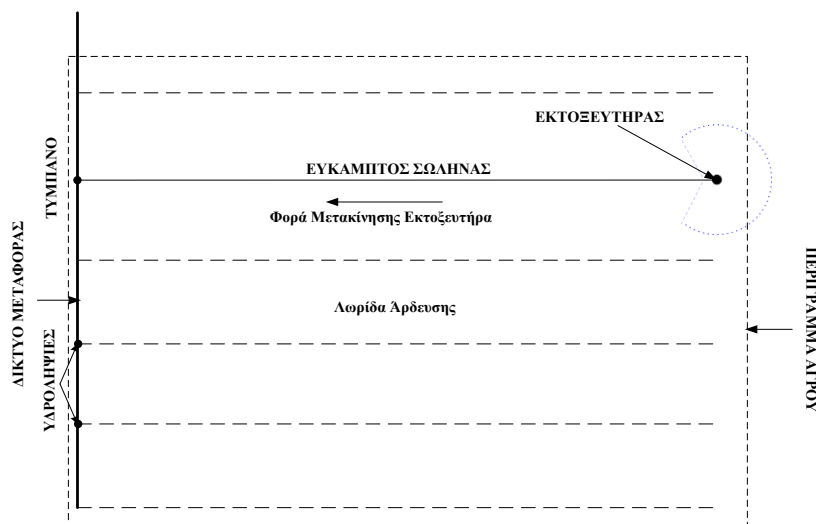 ΕΚΤΟΞΕΥΤΗΡΑΣ
ΤΥΜΠΑΝΟ
ΕΥΚΑΜΠΤΟΣ ΣΩΛΗΝΑΣ
Φορά Μετακίνησης Εκτοξευτήρα
ΔΙΚΤΥΟ ΜΕΤΑΦΟΡΑΣ
Λωρίδα Άρδευσης
ΥΔΡΟΛΗΨΙΕΣ
ΠΕΡΙΓΡΑΜΜΑ ΑΓΡΟΥ